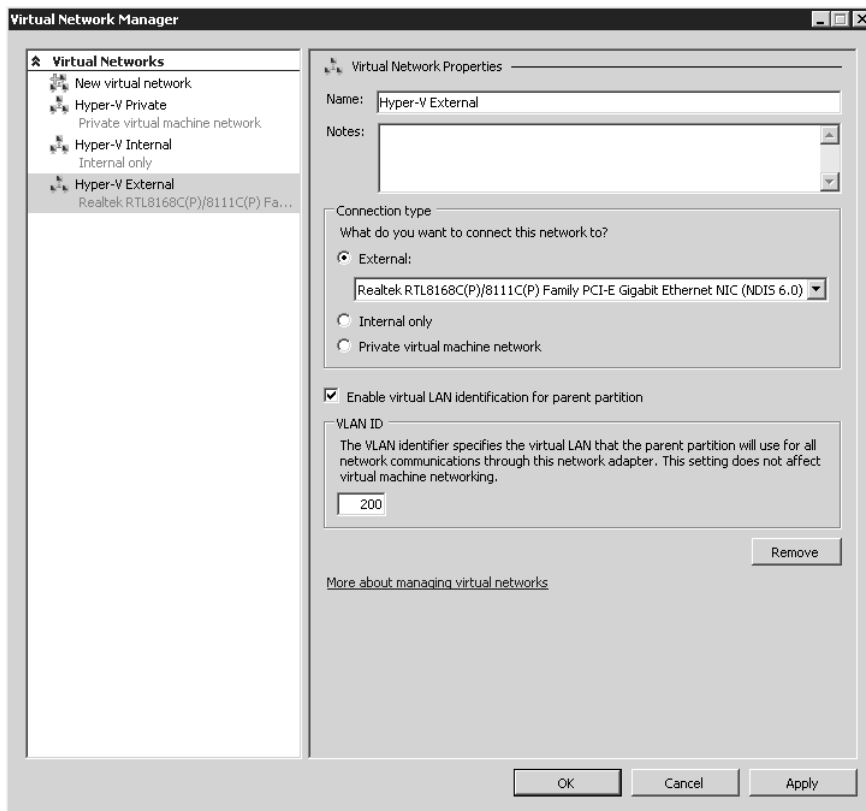 Virtual Network Manager
Virtual Networks
New virtual network
Hyper-V Private
Private virtual machine network
Hyper-V Internal
Internal only
Hyper-V External
Realtek RTL8168C(P)/8111C(P) Fa...
Virtual Network Properties
Name: Hyper-V External
Notes:
Connection type
What do you want to connect this network to?
External:
Realtek RTL8168C(P)/8111C(P) Family PCI-E Gigabit Ethernet NIC (NDIS 6.0)
Internal only
Private virtual machine network
Enable virtual LAN identification for parent partition
VLAN ID
The VLAN identifier specifies the virtual LAN that the parent partition will use for all
network communications through this network adapter. This setting does not affect
virtual machine networking.
200
Remove
More about managing virtual networks
OK Cancel Apply